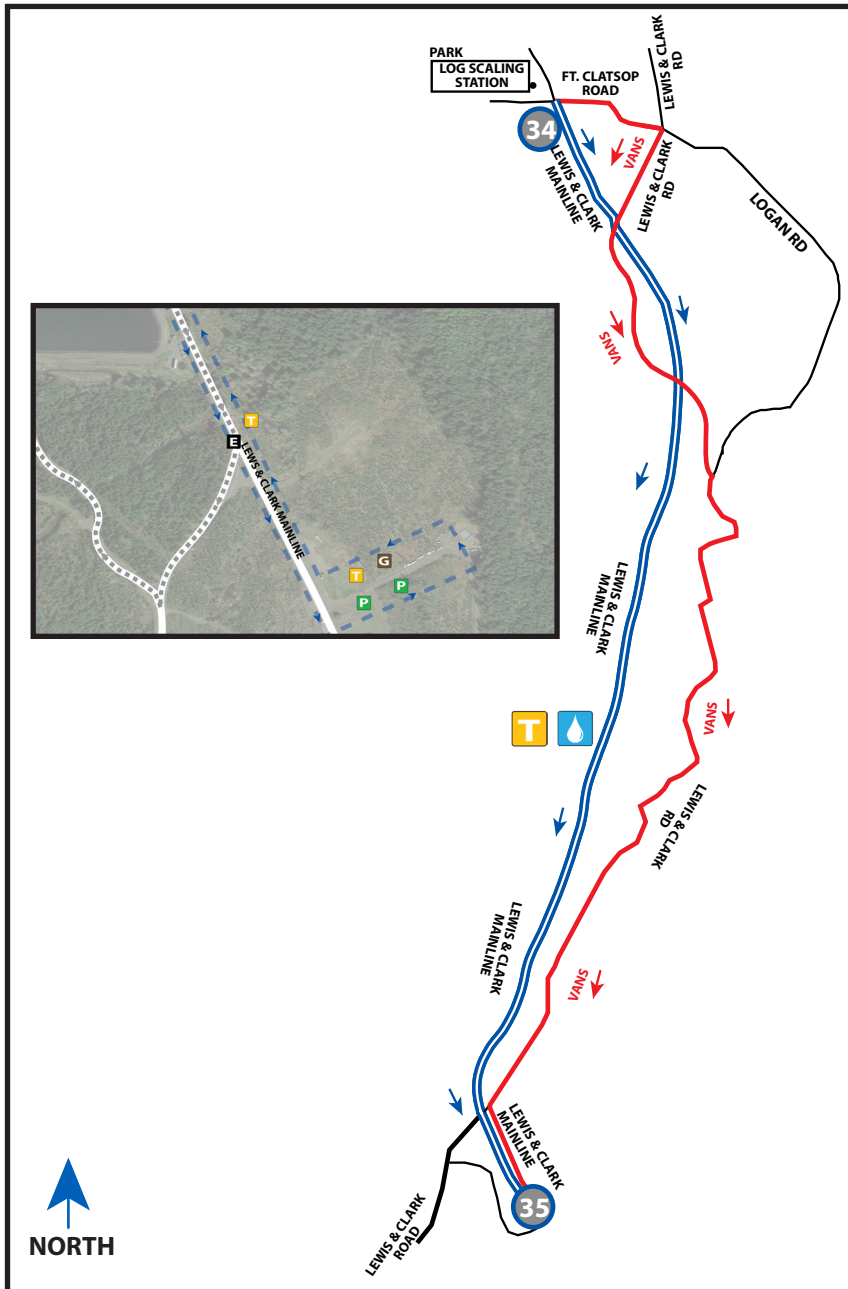 PARK
LOG SCALING
STATION
FT. CLATSOP
ROAD
LEWIS & CLARK
RD
34
VANS
LEWIS & CLARK
MAINLINE
LEWIS & CLARK
RD
LOGAN RD
VANS
T
E
LEWIS & CLARK MAINLINE
G
T
P
P
LEWIS & CLARK
MAINLINE
T
VANS
LEWIS & CLARK
RD
LEWIS & CLARK
MAINLINE
VANS
LEWIS & CLARK
MAINLINE
35
LEWIS & CLARK
ROAD
NORTH